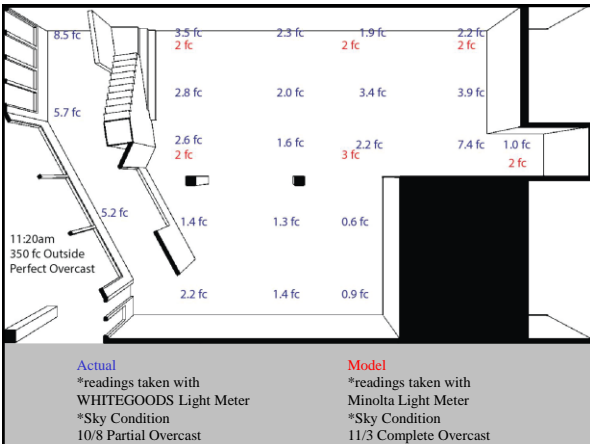 8.5 fc 3.5 fc 2.3 fc 1.9 fc 2.2 fc
2 fc 2 fc 2 fc
2.8 fc 2.0 fc 3.4 fc 3.9 fc
5.7 fc
2.6 fc 1.6 fc 2.2 fc 7.4 fc 1.0 fc
2 fc 3 fc 2 fc
5.2 fc 1.4 fc 1.3 fc 0.6 fc
11:20am
350 fc Outside
Perfect Overcast
2.2 fc 1.4 fc 0.9 fc
Actual
*readings taken with
WHITEGOODS Light Meter
*Sky Condition
10/8 Partial Overcast
Model
*readings taken with
Minolta Light Meter
*Sky Condition
11/3 Complete Overcast